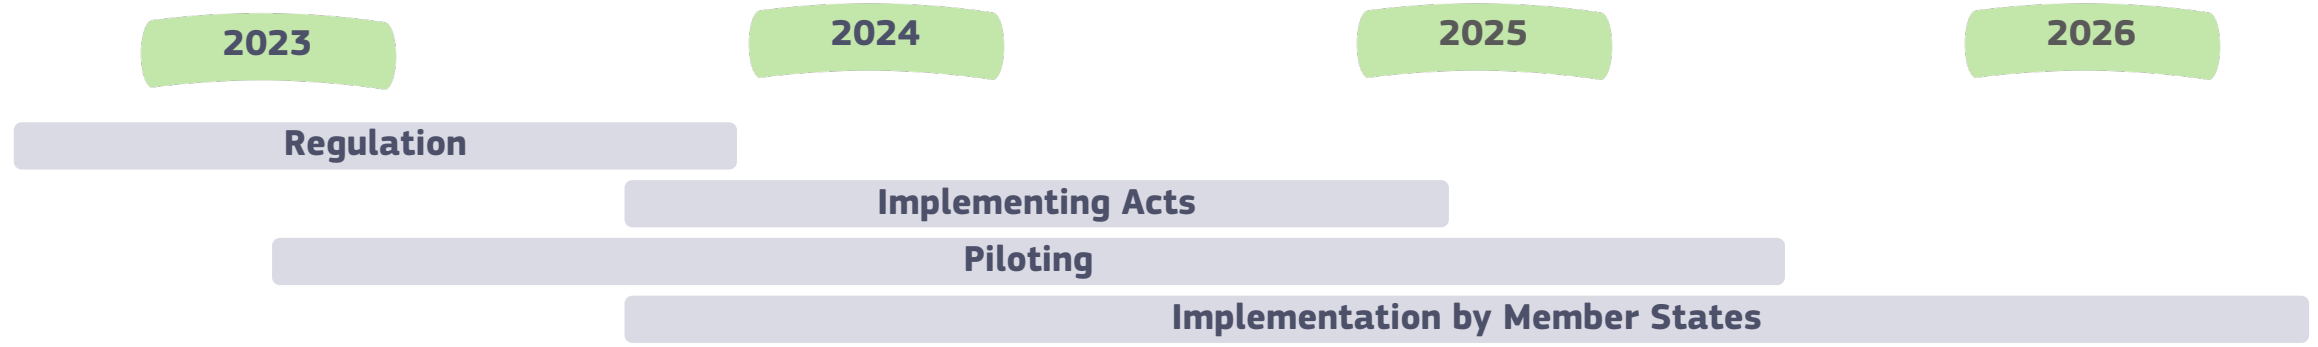 2023
2024
2025
2026
Regulation
Implementing Acts
Piloting
Implementation by Member States